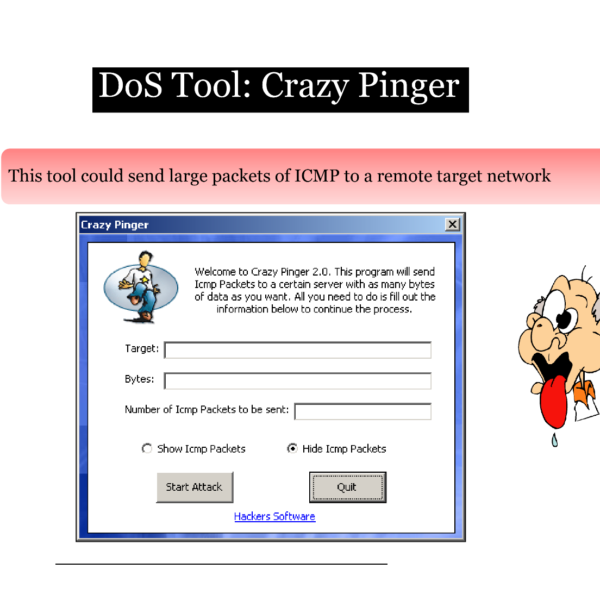 DoS Tool: Crazy Pinger
This tool could send large packets of ICMP to a remote target network
Crazy Pinger
Welcome to Crazy Pinger 2.0. This program will send
Icmp Packets to a certain server with as many bytes
of data as you want. All you need to do is fill out the
information below to continue the process.
Target:
Bytes:
Number of Icmp Packets to be sent:
Show Icmp Packets
Hide Icmp Packets
Start Attack
Quit
Hackers Software